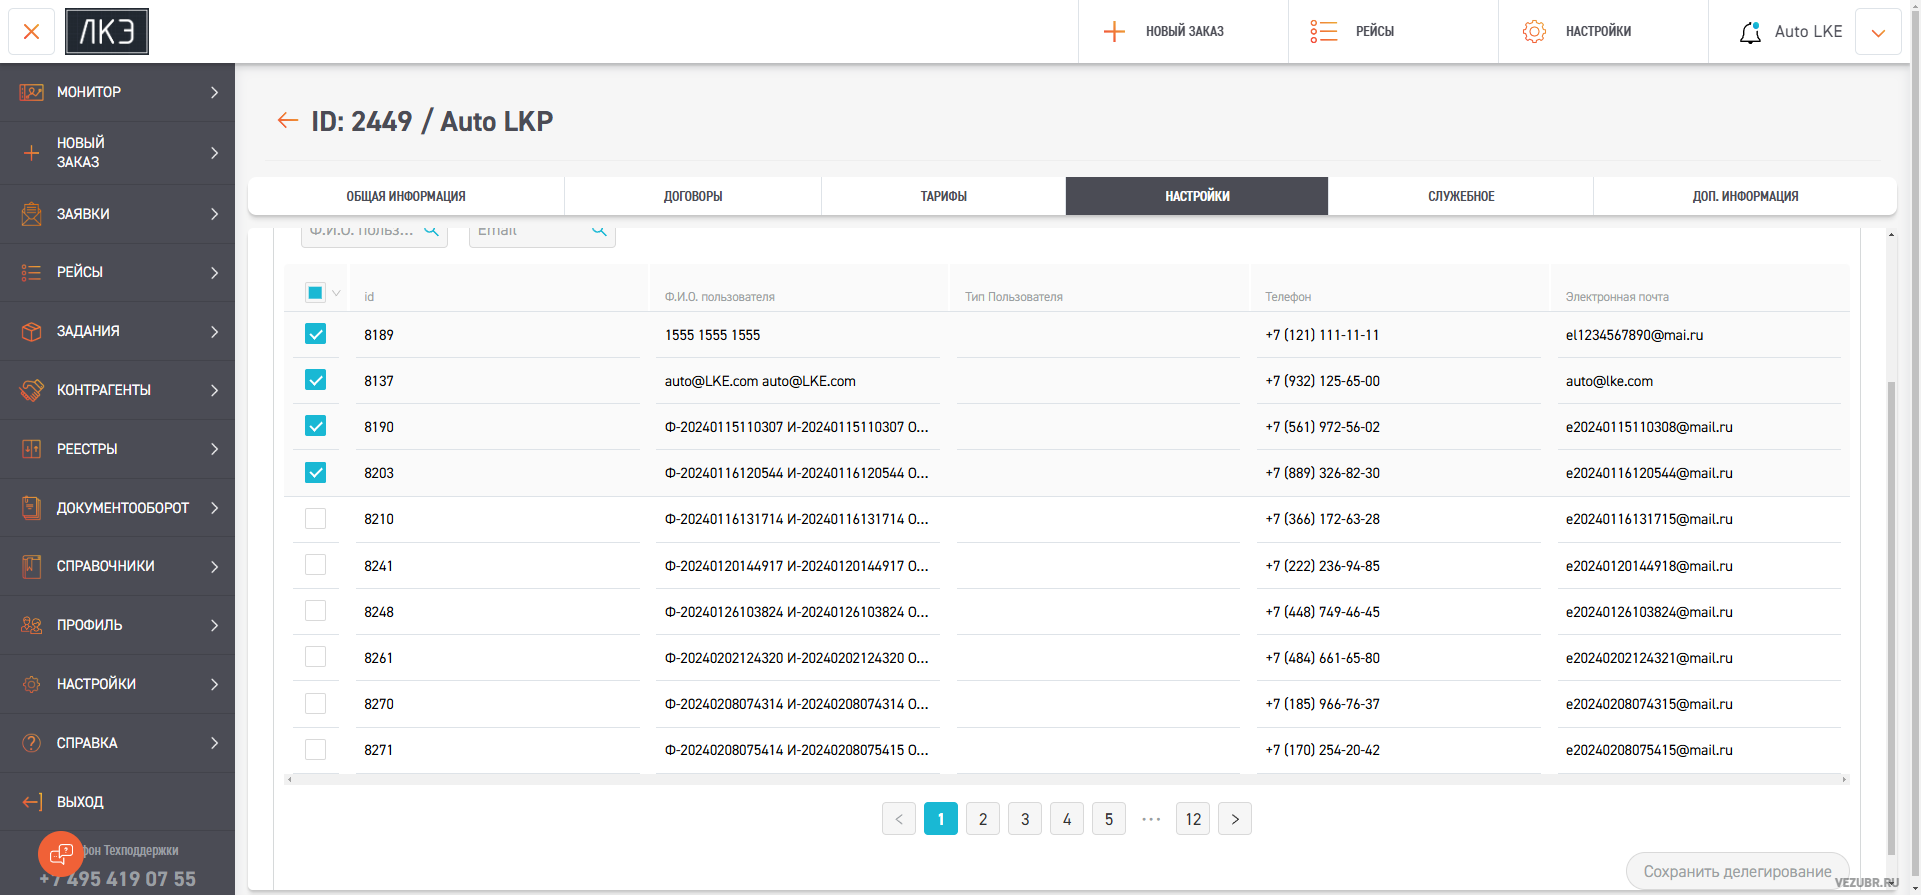 ЛКЭ
НОВЫЙ ЗАКАЗ
РЕЙСЫ
НАСТРОЙКИ
Auto LKE
МОНИТОР
НОВЫЙ
ЗАКАЗ
ЗАЯВКИ
РЕЙСЫ
ЗАДАНИЯ
КОНТРАГЕНТЫ
РЕЕСТРЫ
ДОКУМЕНТООБОРОТ
СПРАВОЧНИКИ
ПРОФИЛЬ
НАСТРОЙКИ
СПРАВКА
ВЫХОД
фон Техподдержки
+7 495 419 07 55
ID: 2449 / Auto LKP
ОБЩАЯ ИНФОРМАЦИЯ
ДОГОВОРЫ
ТАРИФЫ
НАСТРОЙКИ
СЛУЖЕБНОЕ
ДОП. ИНФОРМАЦИЯ
Ф.И.О. польз...
Email
id Ф.И.О. пользователя Тип Пользователя Телефон Электронная почта
8189 1555 1555 1555 +7 (121) 111-11-11 el1234567890@mai.ru
8137 auto@LKE.com auto@LKE.com +7 (932) 125-65-00 auto@lke.com
8190 Ф-20240115110307 И-20240115110307 О... +7 (561) 972-56-02 e20240115110308@mail.ru
8203 Ф-20240116120544 И-20240116120544 О... +7 (889) 326-82-30 e20240116120544@mail.ru
8210 Ф-20240116131714 И-20240116131714 О... +7 (366) 172-63-28 e20240116131715@mail.ru
8241 Ф-20240120144917 И-20240120144917 О... +7 (222) 236-94-85 e20240120144918@mail.ru
8248 Ф-20240126103824 И-20240126103824 О... +7 (448) 749-46-45 e20240126103824@mail.ru
8261 Ф-20240202124320 И-20240202124320 О... +7 (484) 661-65-80 e20240202124321@mail.ru
8270 Ф-20240208074314 И-20240208074314 О... +7 (185) 966-76-37 e20240208074315@mail.ru
8271 Ф-20240208075414 И-20240208075415 О... +7 (170) 254-20-42 e20240208075415@mail.ru
< 1 2 3 4 5 ••• 12 >
Сохранить делегирование
VEZUBR.RU